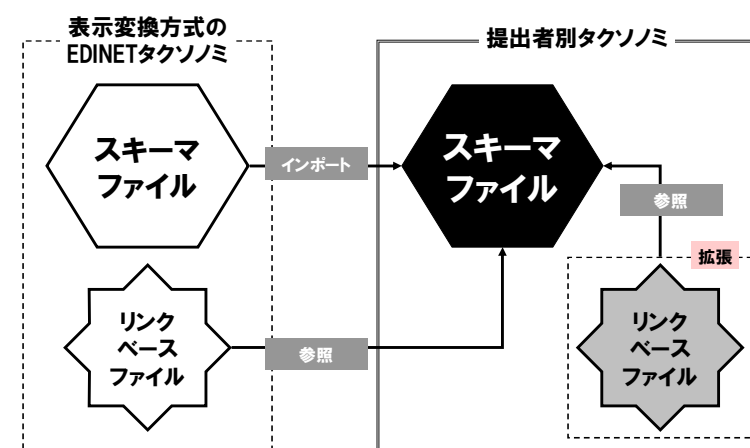 表示変換方式の
EDINETタクソノミ
提出者別タクソノミ
スキーマ
ファイル
インポート
スキーマ
ファイル
参照
拡張
リンク
ベース
ファイル
参照
リンク
ベース
ファイル